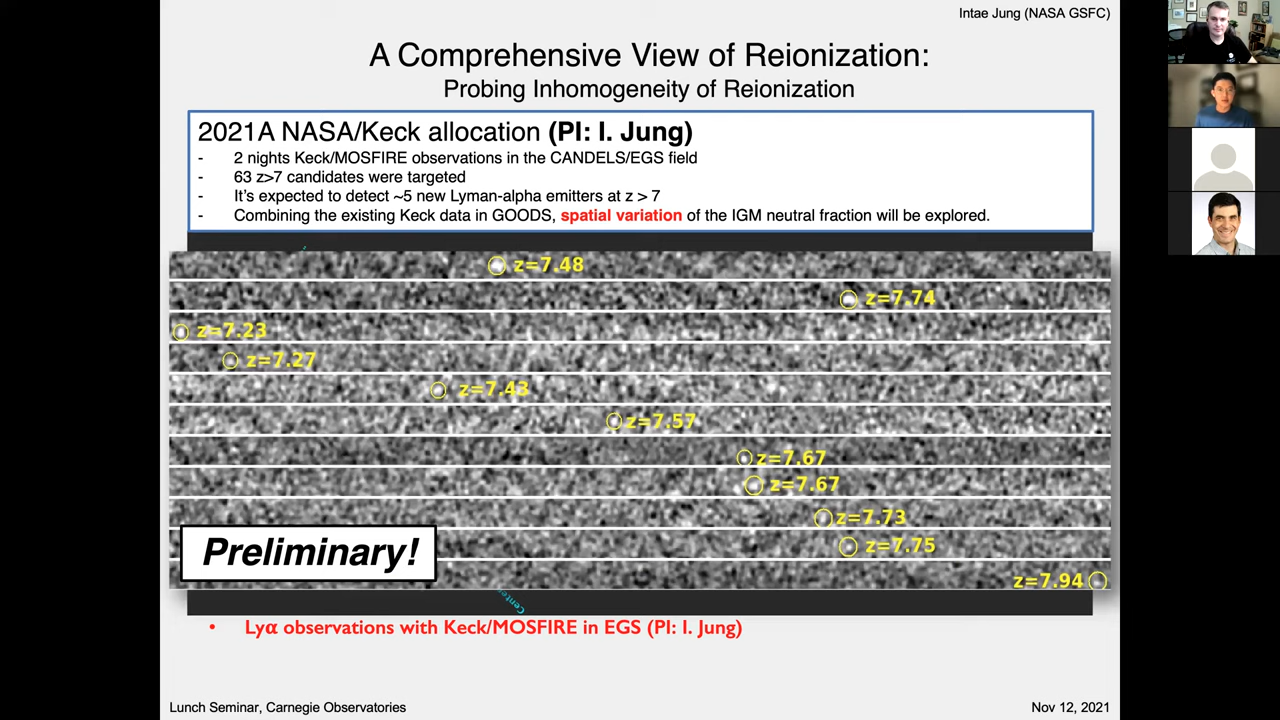 Intae Jung (NASA GSFC)
A Comprehensive View of Reionization:
Probing Inhomogeneity of Reionization
2021A NASA/Keck allocation (PI: I. Jung)
- 2 nights Keck/MOSFIRE observations in the CANDELS/EGS field
- 63 z>7 candidates were targeted
- It’s expected to detect ~5 new Lyman-alpha emitters at z > 7
- Combining the existing Keck data in GOODS, spatial variation of the IGM neutral fraction will be explored.
z=7.48
z=7.74
z=7.23
z=7.27
z=7.43
z=7.57
z=7.67
z=7.67
z=7.73
z=7.75
z=7.94
Preliminary!
• Lyα observations with Keck/MOSFIRE in EGS (PI: I. Jung)
Lunch Seminar, Carnegie Observatories
Nov 12, 2021